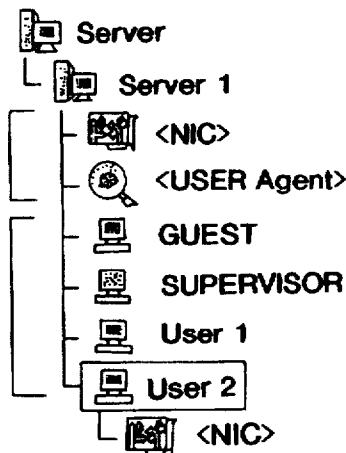 Server
Server 1
<NIC>
<USER Agent>
GUEST
SUPERVISOR
User 1
User 2
<NIC>